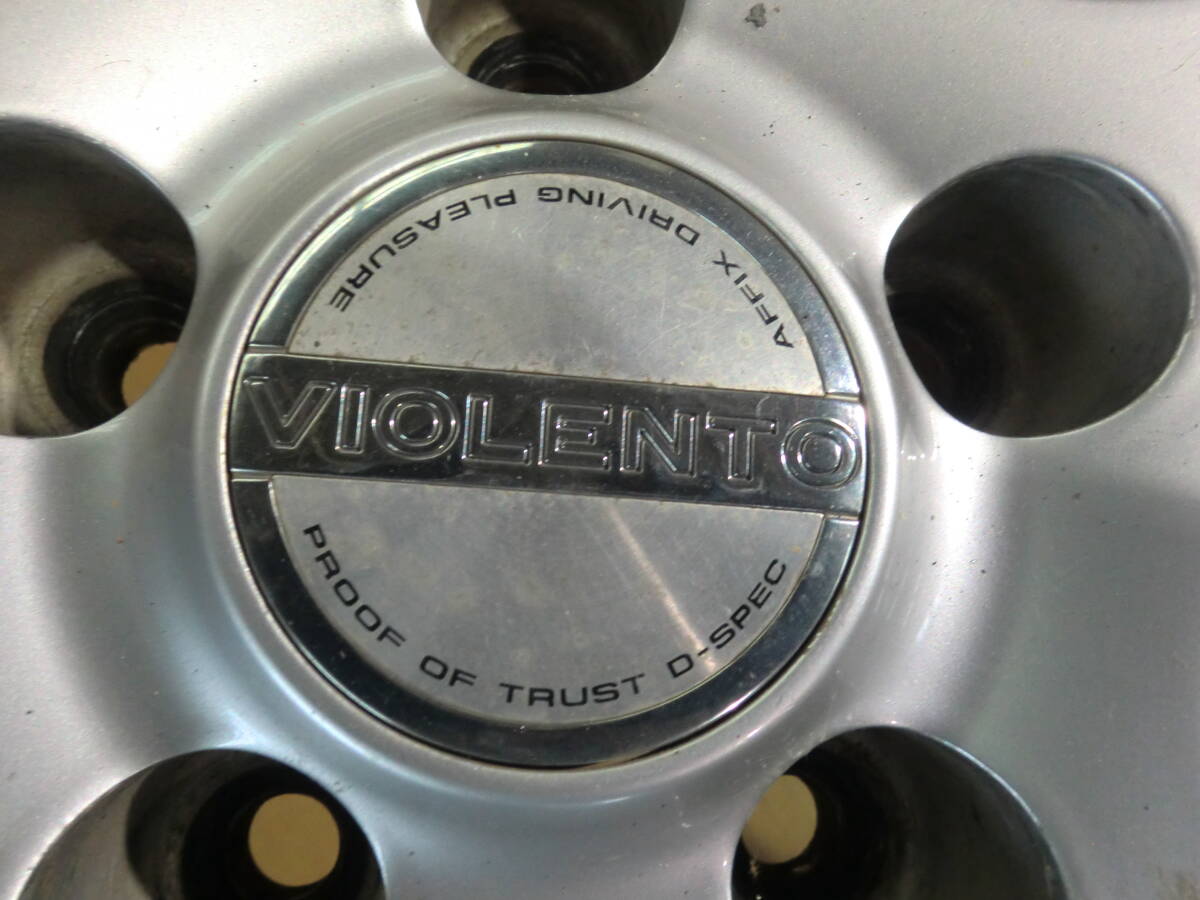 AFFIX DRIVING PLEASURE
VIOLENTO
PROOF OF TRUST D-SPEC